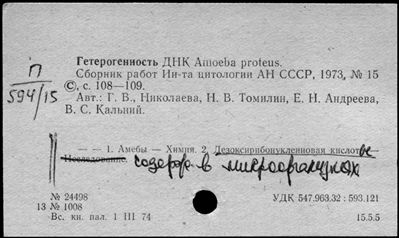 П
594/15
Гетерогенность ДНК Amoeba proteus.
Сборник работ Ин-та цитологии АН СССР, 1973, № 15
©, с. 108—109.
Авт.: Г. В., Николаева, Н. В. Томилин, Е. Н. Андреева,
В. С. Кальний.
— — 1. Амебы — Химия. 2. Дезоксирибонуклеиновая кислота
Исследование содерж в микроорганизмах
№ 24498
УДК 547.963.32 : 593.121
13 № 1008
Вс. кн. пал. 1 III 74
15.5.5